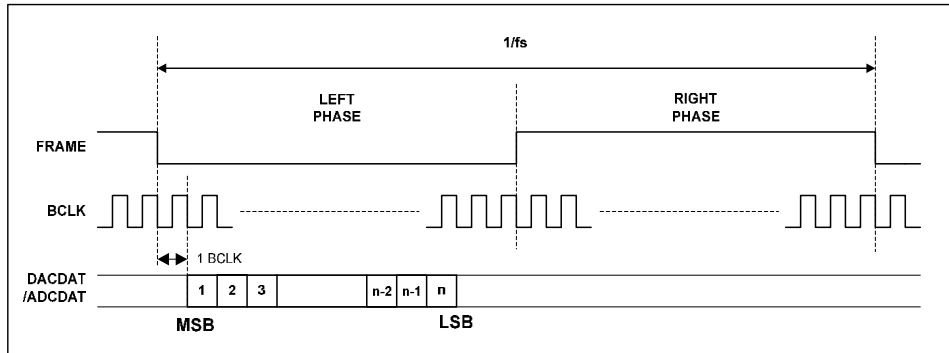 1/fs
LEFT
PHASE
RIGHT
PHASE
FRAME
BCLK
1 BCLK
DACDAT
/ADCDAT
1 2 3 n-2 n-1 n
MSB LSB